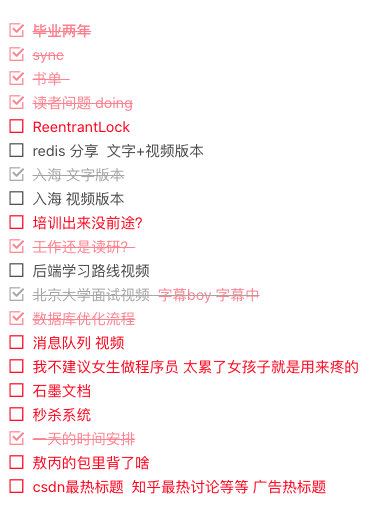 毕业两年
sync
书单
读者问题 doing
ReentrantLock
redis 分享 文字+视频版本
入海 文字版本
入海 视频版本
培训出来没前途?
工作还是读研?
后端学习路线视频
北京大学面试视频 字幕boy 字幕中
数据库优化流程
消息队列 视频
我不建议女生做程序员 太累了女孩子就是用来疼的
石墨文档
秒杀系统
一天的时间安排
敖丙的包里背了啥
csdn最热标题 知乎最热讨论等等 广告热标题